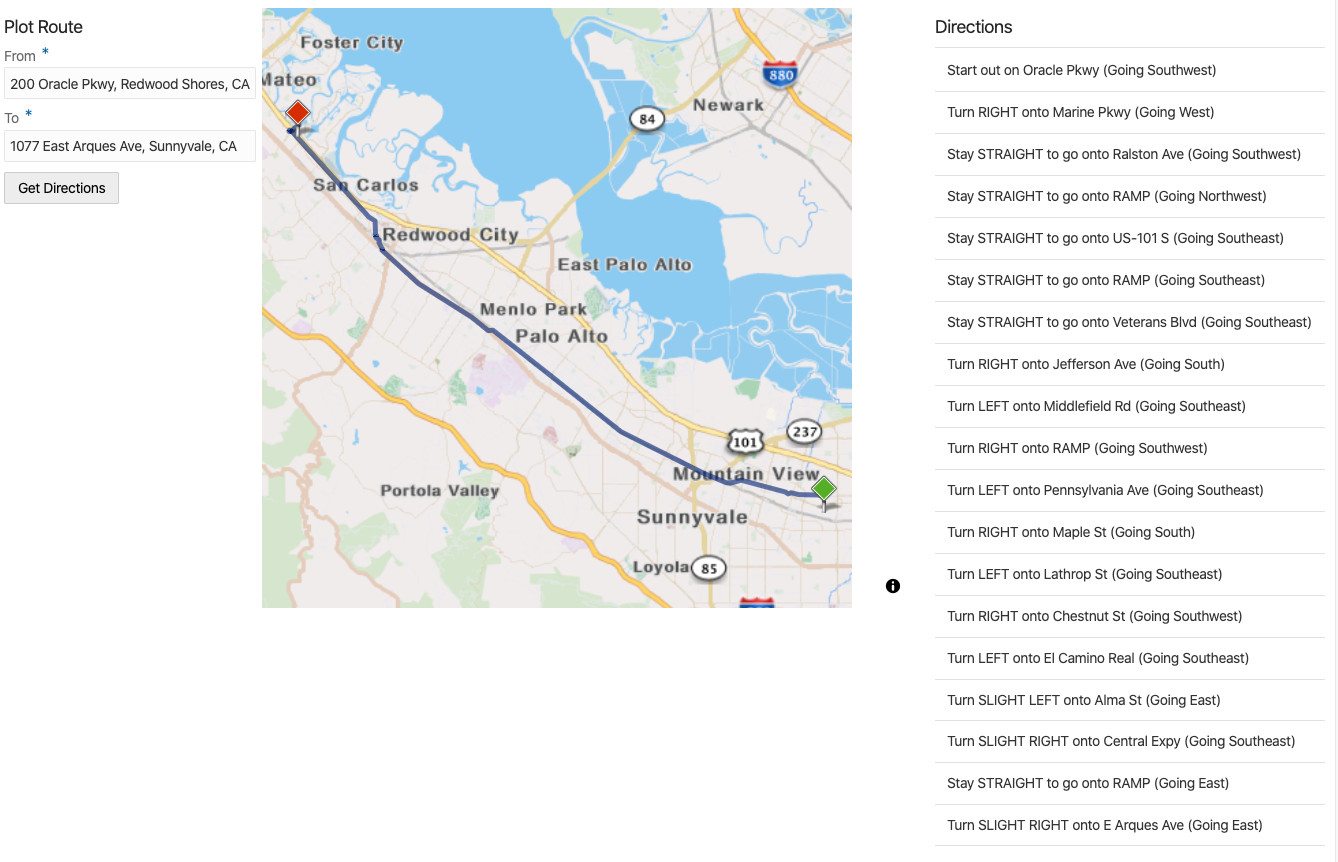 Plot Route
From *
200 Oracle Pkwy, Redwood Shores, CA
To *
1077 East Arques Ave, Sunnyvale, CA
Get Directions
Foster City
Mateo
880
Newark
84
San Carlos
Redwood City
East Palo Alto
Menlo Park
Palo Alto
237
101
Mountain View
Portola Valley
Sunnyvale
Loyola
85
Directions
Start out on Oracle Pkwy (Going Southwest)
Turn RIGHT onto Marine Pkwy (Going West)
Stay STRAIGHT to go onto Ralston Ave (Going Southwest)
Stay STRAIGHT to go onto RAMP (Going Northwest)
Stay STRAIGHT to go onto US-101 S (Going Southeast)
Stay STRAIGHT to go onto RAMP (Going Southeast)
Stay STRAIGHT to go onto Veterans Blvd (Going Southeast)
Turn RIGHT onto Jefferson Ave (Going South)
Turn LEFT onto Middlefield Rd (Going Southeast)
Turn RIGHT onto RAMP (Going Southwest)
Turn LEFT onto Pennsylvania Ave (Going Southeast)
Turn RIGHT onto Maple St (Going South)
Turn LEFT onto Lathrop St (Going Southeast)
Turn RIGHT onto Chestnut St (Going Southwest)
Turn LEFT onto El Camino Real (Going Southeast)
Turn SLIGHT LEFT onto Alma St (Going East)
Turn SLIGHT RIGHT onto Central Expy (Going Southeast)
Stay STRAIGHT to go onto RAMP (Going East)
Turn SLIGHT RIGHT onto E Arques Ave (Going East)